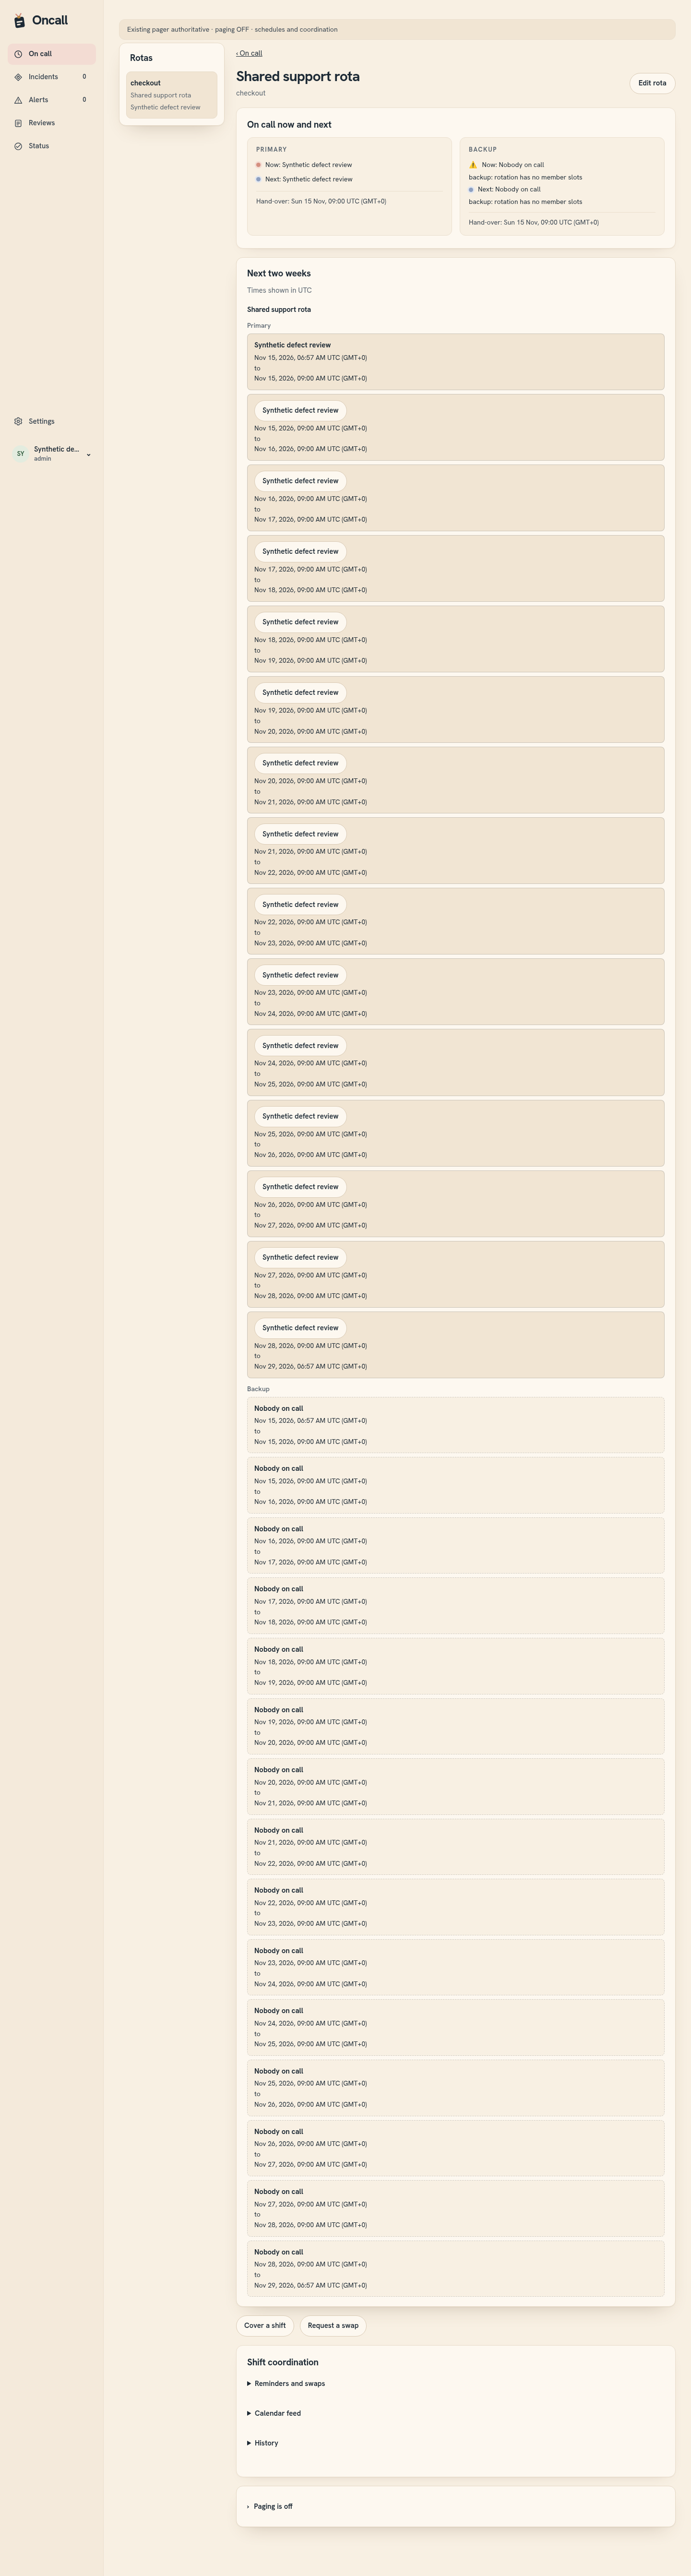 Oncall
On call
Incidents 0
Alerts 0
Reviews
Status
Settings
SY
Synthetic de...
admin
Existing pager authoritative · paging OFF · schedules and coordination
Rotas
checkout
Shared support rota
Synthetic defect review
‹ On call
Shared support rota
checkout
Edit rota
On call now and next
PRIMARY
Now: Synthetic defect review
Next: Synthetic defect review
Hand-over: Sun 15 Nov, 09:00 UTC (GMT+0)
BACKUP
Now: Nobody on call
backup: rotation has no member slots
Next: Nobody on call
backup: rotation has no member slots
Hand-over: Sun 15 Nov, 09:00 UTC (GMT+0)
Next two weeks
Times shown in UTC
Shared support rota
Primary
Synthetic defect review
Nov 15, 2026, 06:57 AM UTC (GMT+0)
to
Nov 15, 2026, 09:00 AM UTC (GMT+0)
Synthetic defect review
Nov 15, 2026, 09:00 AM UTC (GMT+0)
to
Nov 16, 2026, 09:00 AM UTC (GMT+0)
Synthetic defect review
Nov 16, 2026, 09:00 AM UTC (GMT+0)
to
Nov 17, 2026, 09:00 AM UTC (GMT+0)
Synthetic defect review
Nov 17, 2026, 09:00 AM UTC (GMT+0)
to
Nov 18, 2026, 09:00 AM UTC (GMT+0)
Synthetic defect review
Nov 18, 2026, 09:00 AM UTC (GMT+0)
to
Nov 19, 2026, 09:00 AM UTC (GMT+0)
Synthetic defect review
Nov 19, 2026, 09:00 AM UTC (GMT+0)
to
Nov 20, 2026, 09:00 AM UTC (GMT+0)
Synthetic defect review
Nov 20, 2026, 09:00 AM UTC (GMT+0)
to
Nov 21, 2026, 09:00 AM UTC (GMT+0)
Synthetic defect review
Nov 21, 2026, 09:00 AM UTC (GMT+0)
to
Nov 22, 2026, 09:00 AM UTC (GMT+0)
Synthetic defect review
Nov 22, 2026, 09:00 AM UTC (GMT+0)
to
Nov 23, 2026, 09:00 AM UTC (GMT+0)
Synthetic defect review
Nov 23, 2026, 09:00 AM UTC (GMT+0)
to
Nov 24, 2026, 09:00 AM UTC (GMT+0)
Synthetic defect review
Nov 24, 2026, 09:00 AM UTC (GMT+0)
to
Nov 25, 2026, 09:00 AM UTC (GMT+0)
Synthetic defect review
Nov 25, 2026, 09:00 AM UTC (GMT+0)
to
Nov 26, 2026, 09:00 AM UTC (GMT+0)
Synthetic defect review
Nov 26, 2026, 09:00 AM UTC (GMT+0)
to
Nov 27, 2026, 09:00 AM UTC (GMT+0)
Synthetic defect review
Nov 27, 2026, 09:00 AM UTC (GMT+0)
to
Nov 28, 2026, 09:00 AM UTC (GMT+0)
Synthetic defect review
Nov 28, 2026, 09:00 AM UTC (GMT+0)
to
Nov 29, 2026, 06:57 AM UTC (GMT+0)
Backup
Nobody on call
Nov 15, 2026, 06:57 AM UTC (GMT+0)
to
Nov 15, 2026, 09:00 AM UTC (GMT+0)
Nobody on call
Nov 15, 2026, 09:00 AM UTC (GMT+0)
to
Nov 16, 2026, 09:00 AM UTC (GMT+0)
Nobody on call
Nov 16, 2026, 09:00 AM UTC (GMT+0)
to
Nov 17, 2026, 09:00 AM UTC (GMT+0)
Nobody on call
Nov 17, 2026, 09:00 AM UTC (GMT+0)
to
Nov 18, 2026, 09:00 AM UTC (GMT+0)
Nobody on call
Nov 18, 2026, 09:00 AM UTC (GMT+0)
to
Nov 19, 2026, 09:00 AM UTC (GMT+0)
Nobody on call
Nov 19, 2026, 09:00 AM UTC (GMT+0)
to
Nov 20, 2026, 09:00 AM UTC (GMT+0)
Nobody on call
Nov 20, 2026, 09:00 AM UTC (GMT+0)
to
Nov 21, 2026, 09:00 AM UTC (GMT+0)
Nobody on call
Nov 21, 2026, 09:00 AM UTC (GMT+0)
to
Nov 22, 2026, 09:00 AM UTC (GMT+0)
Nobody on call
Nov 22, 2026, 09:00 AM UTC (GMT+0)
to
Nov 23, 2026, 09:00 AM UTC (GMT+0)
Nobody on call
Nov 23, 2026, 09:00 AM UTC (GMT+0)
to
Nov 24, 2026, 09:00 AM UTC (GMT+0)
Nobody on call
Nov 24, 2026, 09:00 AM UTC (GMT+0)
to
Nov 25, 2026, 09:00 AM UTC (GMT+0)
Nobody on call
Nov 25, 2026, 09:00 AM UTC (GMT+0)
to
Nov 26, 2026, 09:00 AM UTC (GMT+0)
Nobody on call
Nov 26, 2026, 09:00 AM UTC (GMT+0)
to
Nov 27, 2026, 09:00 AM UTC (GMT+0)
Nobody on call
Nov 27, 2026, 09:00 AM UTC (GMT+0)
to
Nov 28, 2026, 09:00 AM UTC (GMT+0)
Nobody on call
Nov 28, 2026, 09:00 AM UTC (GMT+0)
to
Nov 29, 2026, 06:57 AM UTC (GMT+0)
Cover a shift
Request a swap
Shift coordination
Reminders and swaps
Calendar feed
History
› Paging is off